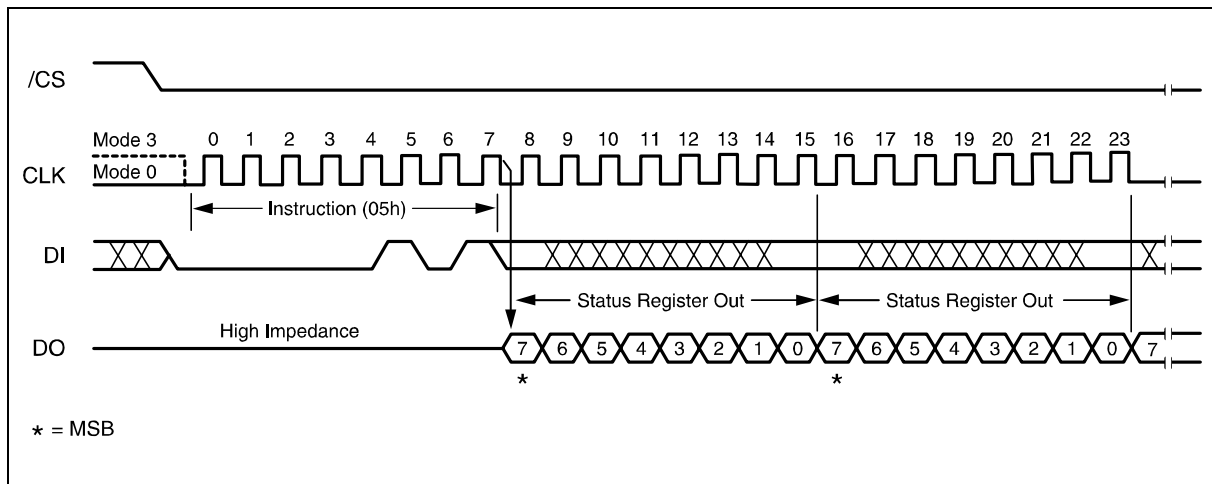 /CS
Mode 3 0 1 2 3 4 5 6 7 8 9 10 11 12 13 14 15 16 17 18 19 20 21 22 23
CLK Mode 0
Instruction (05h)
DI
Status Register Out Status Register Out
High Impedance
DO 7 6 5 4 3 2 1 0 7 6 5 4 3 2 1 0 7
* *
* = MSB